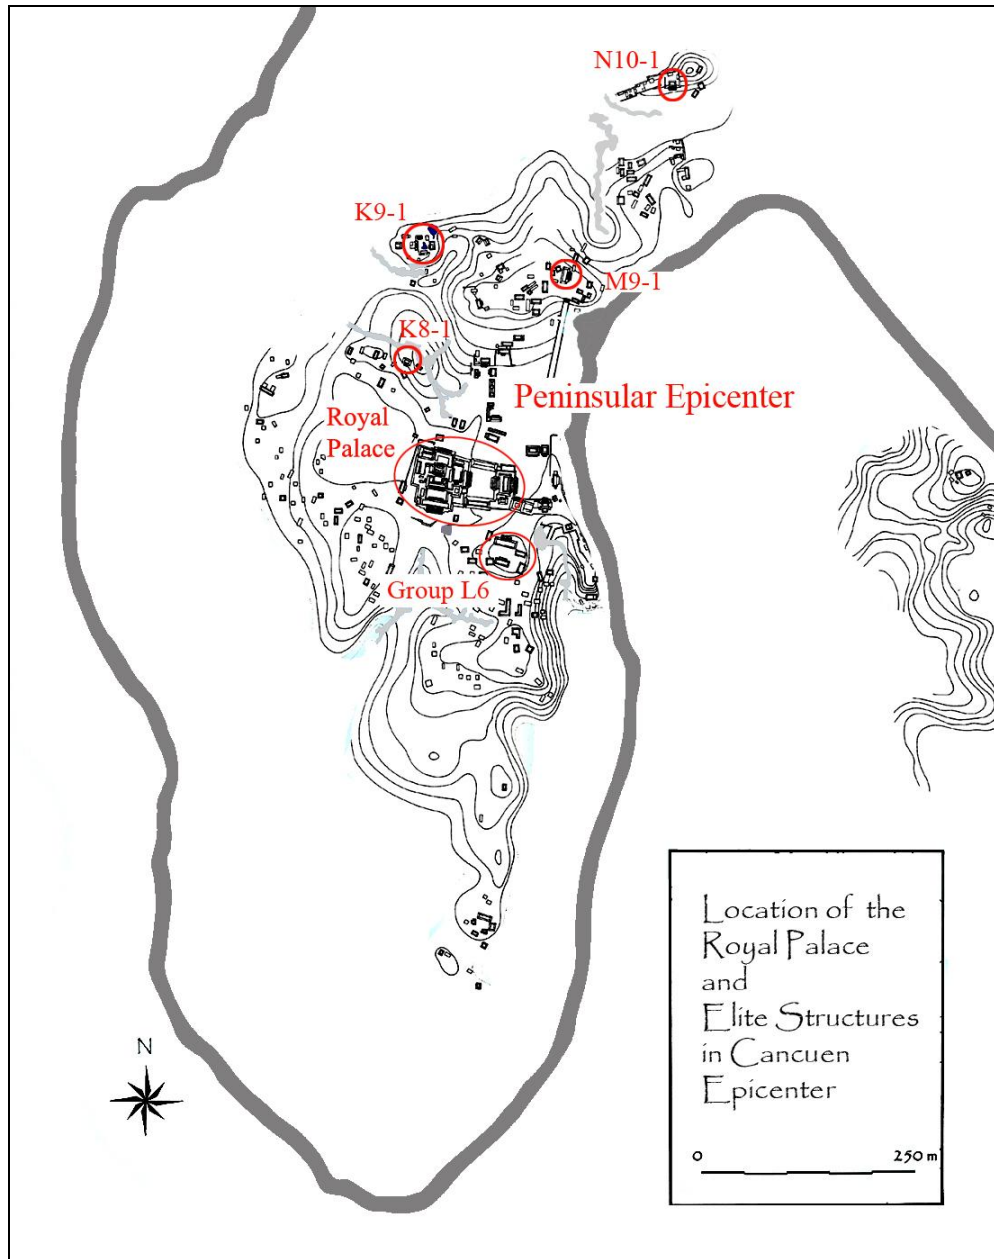 N10-1
K9-1
M9-1
K8-1
Peninsular Epicenter
Royal
Palace
Group L6
N
Location of the
Royal Palace
and
Elite Structures
in Cancuen
Epicenter
0 250 m